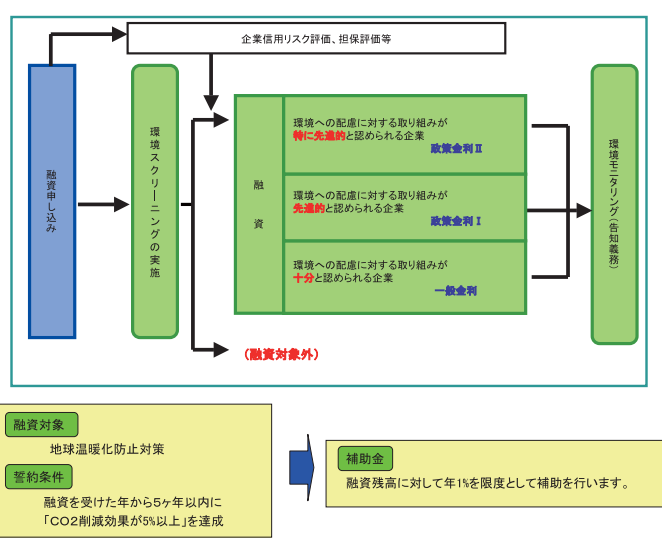 企業信用リスク評価、担保評価等
融資申し込み
環境スクリーニングの実施
融資
環境への配慮に対する取り組みが
特に先進的と認められる企業
政策金利Ⅱ
環境への配慮に対する取り組みが
先進的と認められる企業
政策金利Ⅰ
環境への配慮に対する取り組みが
十分と認められる企業
一般金利
（融資対象外）
環境モニタリング（告知義務）
融資対象
地球温暖化防止対策
誓約条件
融資を受けた年から5ヶ年以内に
「CO2削減効果が5%以上」を達成
補助金
融資残高に対して年1%を限度として補助を行います。